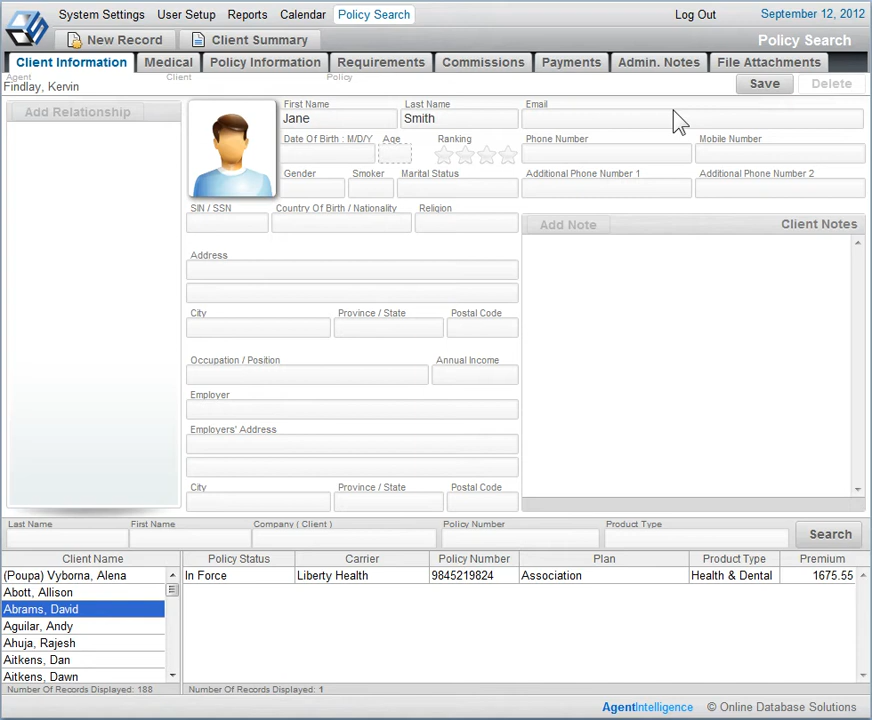 System Settings User Setup Reports Calendar Policy Search Log Out September 12, 2012
New Record Client Summary Policy Search
Client Information Medical Policy Information Requirements Commissions Payments Admin. Notes File Attachments
Agent Client Policy
Findlay, Kervin Save Delete
Add Relationship
First Name Last Name Email
Jane Smith
Date Of Birth : M/D/Y Age Ranking Phone Number Mobile Number
Gender Smoker Marital Status Additional Phone Number 1 Additional Phone Number 2
SIN / SSN Country Of Birth / Nationality Religion
Add Note Client Notes
Address
City Province / State Postal Code
Occupation / Position Annual Income
Employer
Employers' Address
City Province / State Postal Code
Last Name First Name Company ( Client ) Policy Number Product Type
Search
Client Name Policy Status Carrier Policy Number Plan Product Type Premium
(Poupa) Vyborna, Alena In Force Liberty Health 9845219824 Association Health & Dental 1675.55
Abott, Allison
Abrams, David
Aguilar, Andy
Ahuja, Rajesh
Aitkens, Dan
Aitkens, Dawn
Number Of Records Displayed: 188 Number Of Records Displayed: 1
AgentIntelligence © Online Database Solutions